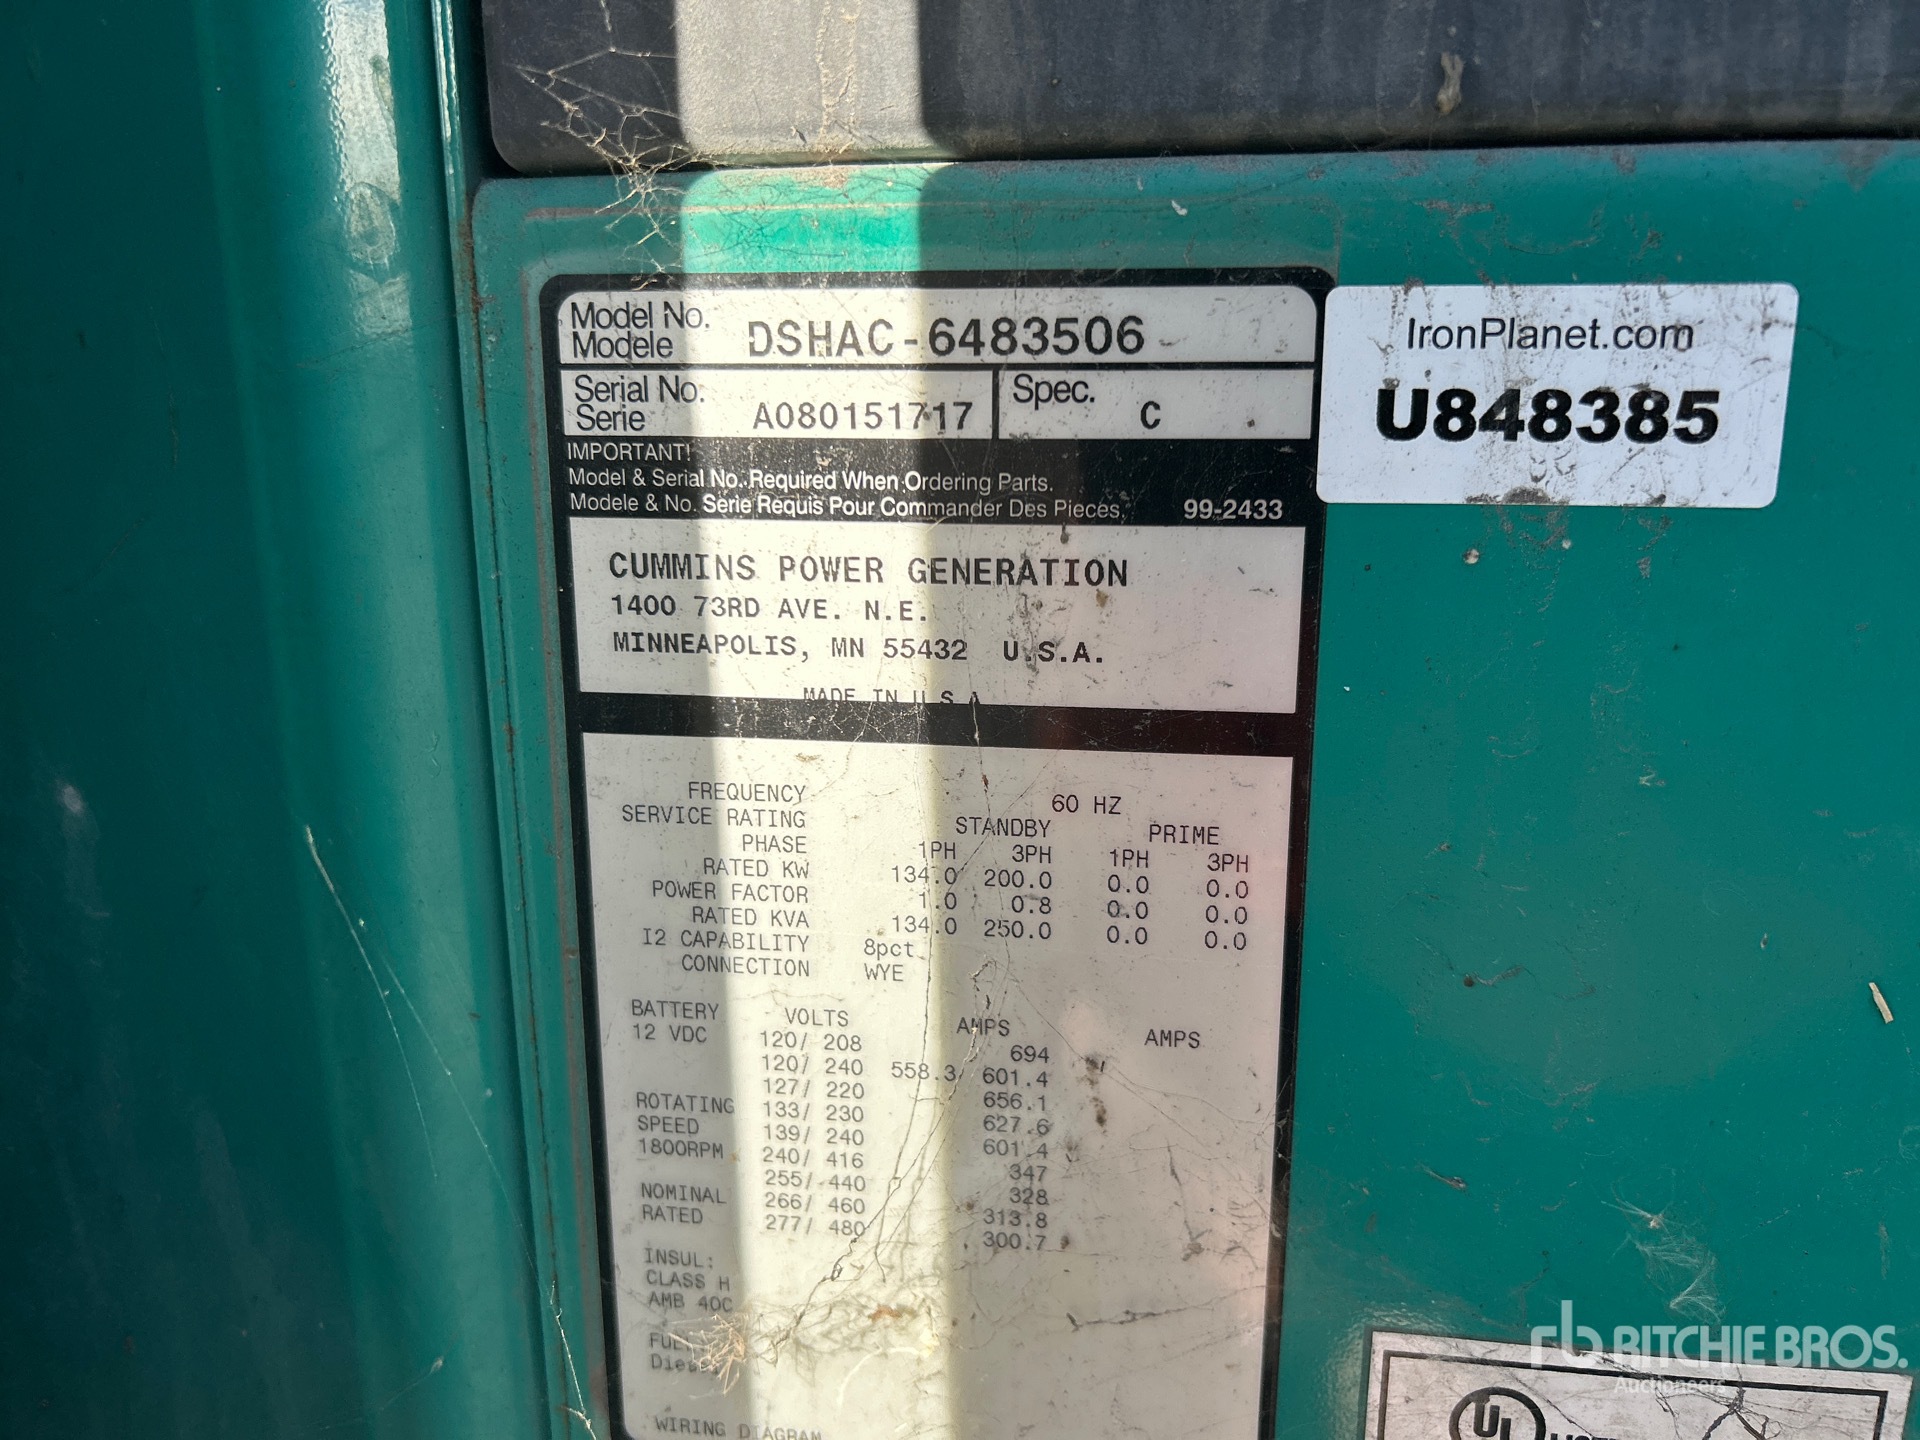 Model No.
Modele DSHAC-6483506
Serial No.
Serie A080151717
Spec.
C
IMPORTANT!
Model & Serial No. Required When Ordering Parts.
Modele & No. Serie Requis Pour Commander Des Pieces. 99-2433
CUMMINS POWER GENERATION
1400 73RD AVE. N.E.
MINNEAPOLIS, MN 55432 U.S.A.
MADE IN U.S.A
FREQUENCY 60 HZ
SERVICE RATING STANDBY PRIME
PHASE 1PH 3PH 1PH 3PH
RATED KW 134.0 200.0 0.0 0.0
POWER FACTOR 1.0 0.8 0.0 0.0
RATED KVA 134.0 250.0 0.0 0.0
I2 CAPABILITY 8pct
CONNECTION WYE
BATTERY VOLTS AMPS AMPS
12 VDC 120/ 208 694
120/ 240 558.3 601.4
127/ 220 656.1
ROTATING 133/ 230 627.6
SPEED 139/ 240 601.4
1800RPM 240/ 416 347
255/ 440 328
NOMINAL 266/ 460 313.8
RATED 277/ 480 300.7
INSUL:
CLASS H
AMB 40C
WIRING DIAGRAM
IronPlanet.com
U848385
UL
rb RITCHIE BROS.
Auctioneers